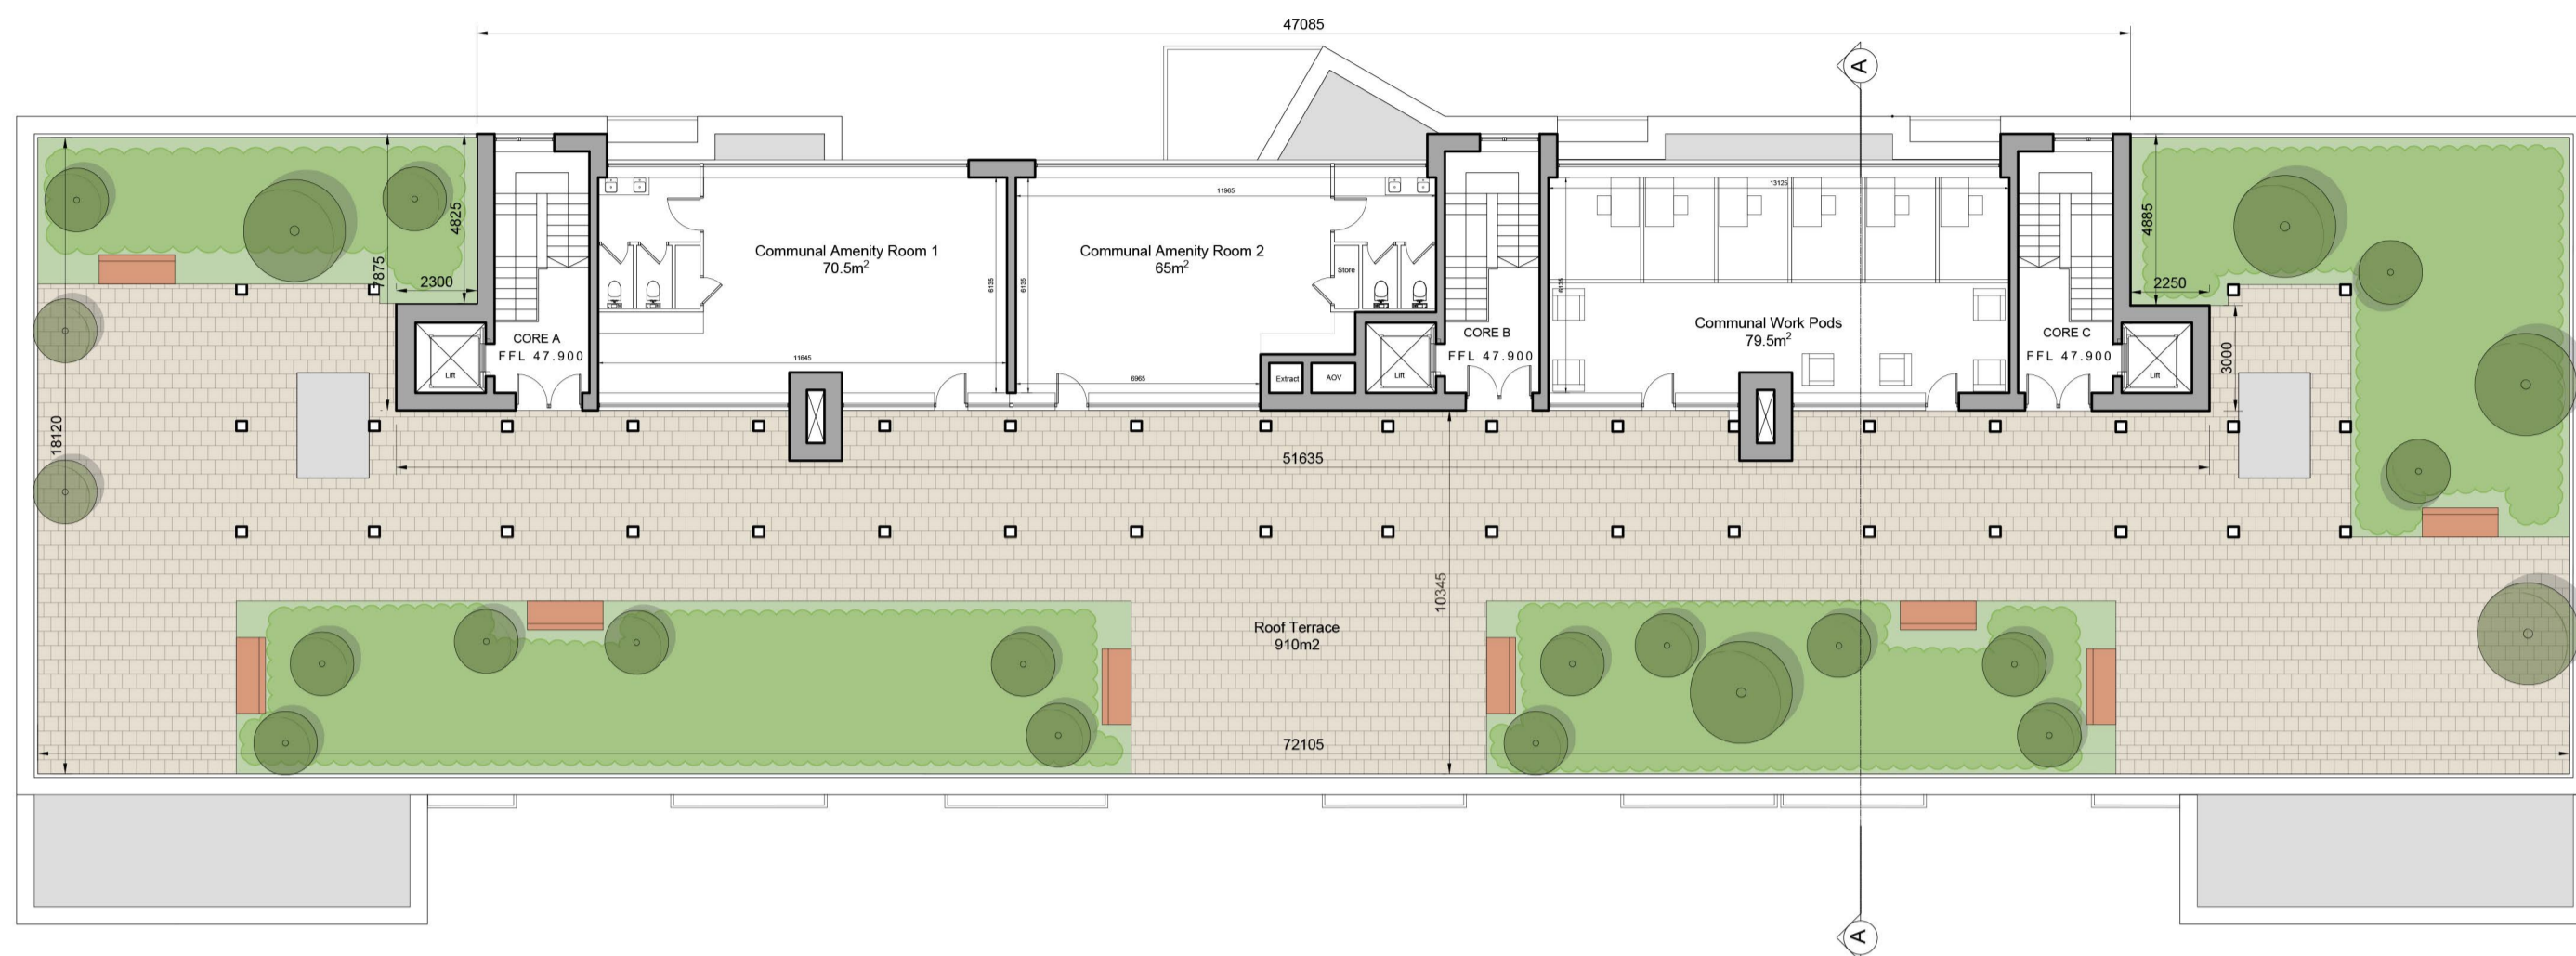 47085
A
11965
13125
4825
4885
Communal Amenity Room 1
70.5m²
Communal Amenity Room 2
65m²
Store
7875
2300
6135
6135
6135
2250
Communal Work Pods
79.5m²
CORE A
FFL 47.900
CORE B
FFL 47.900
CORE C
FFL 47.900
3000
11645
Lift
6965
Extract
AOV
Lift
Lift
18120
51635
10345
Roof Terrace
910m2
72105
A